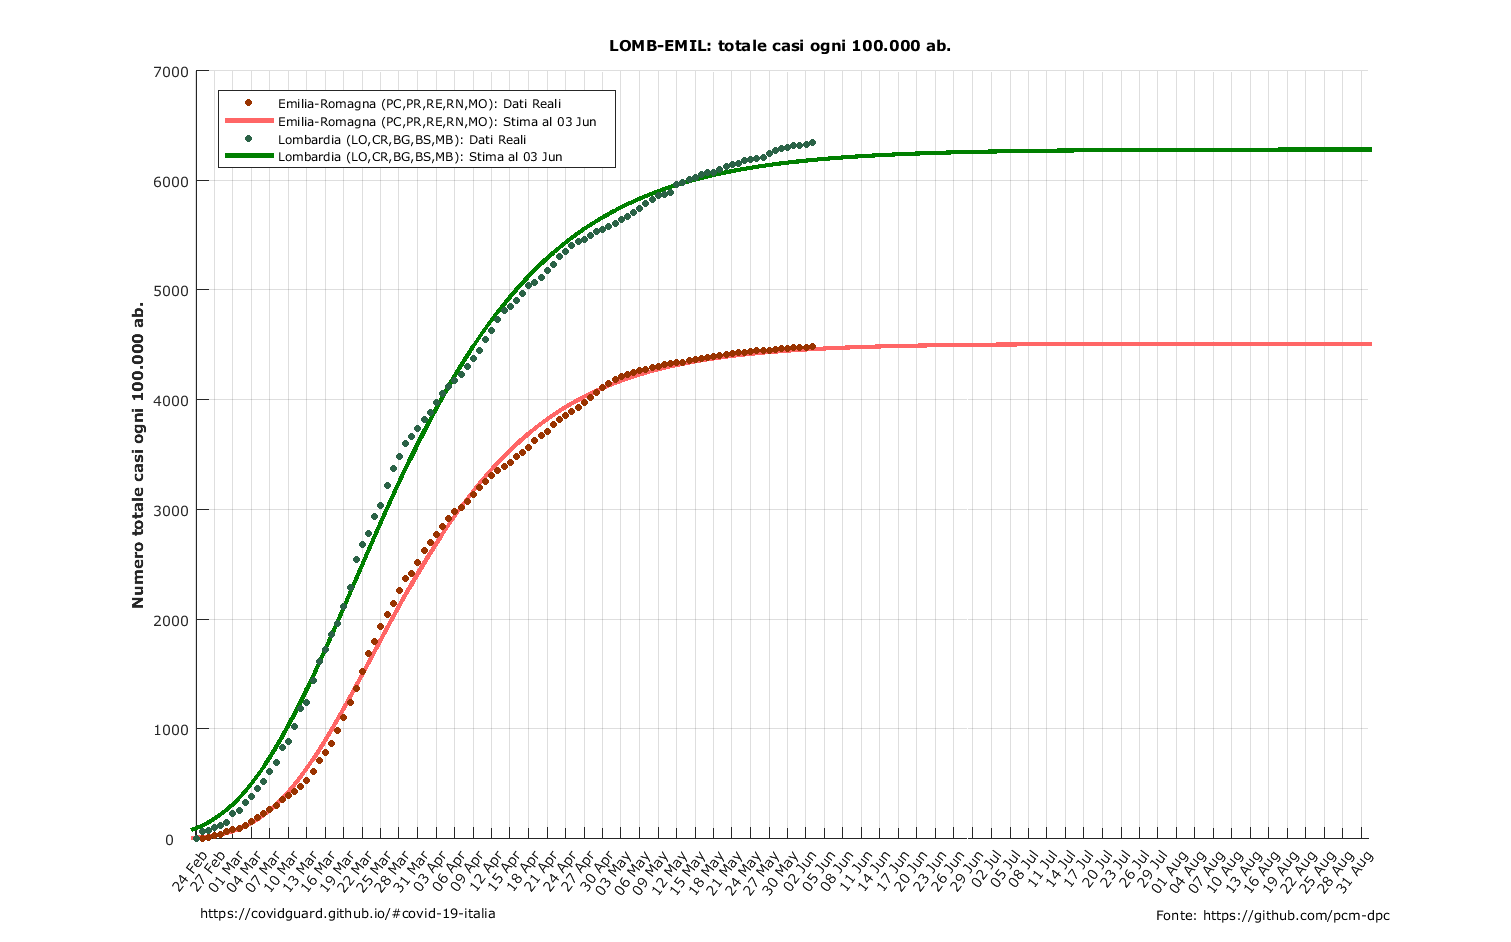 LOMB-EMIL: totale casi ogni 100.000 ab.
7000
6000
5000
4000
3000
2000
1000
0
Numero totale casi ogni 100.000 ab.
Emilia-Romagna (PC,PR,RE,RN,MO): Dati Reali
Emilia-Romagna (PC,PR,RE,RN,MO): Stima al 03 Jun
Lombardia (LO,CR,BG,BS,MB): Dati Reali
Lombardia (LO,CR,BG,BS,MB): Stima al 03 Jun
24 Feb
27 Feb
01 Mar
04 Mar
07 Mar
10 Mar
13 Mar
16 Mar
19 Mar
22 Mar
25 Mar
28 Mar
31 Mar
03 Apr
06 Apr
09 Apr
12 Apr
15 Apr
18 Apr
21 Apr
24 Apr
27 Apr
30 Apr
03 May
06 May
09 May
12 May
15 May
18 May
21 May
24 May
27 May
30 May
02 Jun
05 Jun
08 Jun
11 Jun
14 Jun
17 Jun
20 Jun
23 Jun
26 Jun
29 Jun
02 Jul
05 Jul
08 Jul
11 Jul
14 Jul
17 Jul
20 Jul
23 Jul
26 Jul
29 Jul
01 Aug
04 Aug
07 Aug
10 Aug
13 Aug
16 Aug
19 Aug
22 Aug
25 Aug
28 Aug
31 Aug
https://covidguard.github.io/#covid-19-italia
Fonte: https://github.com/pcm-dpc